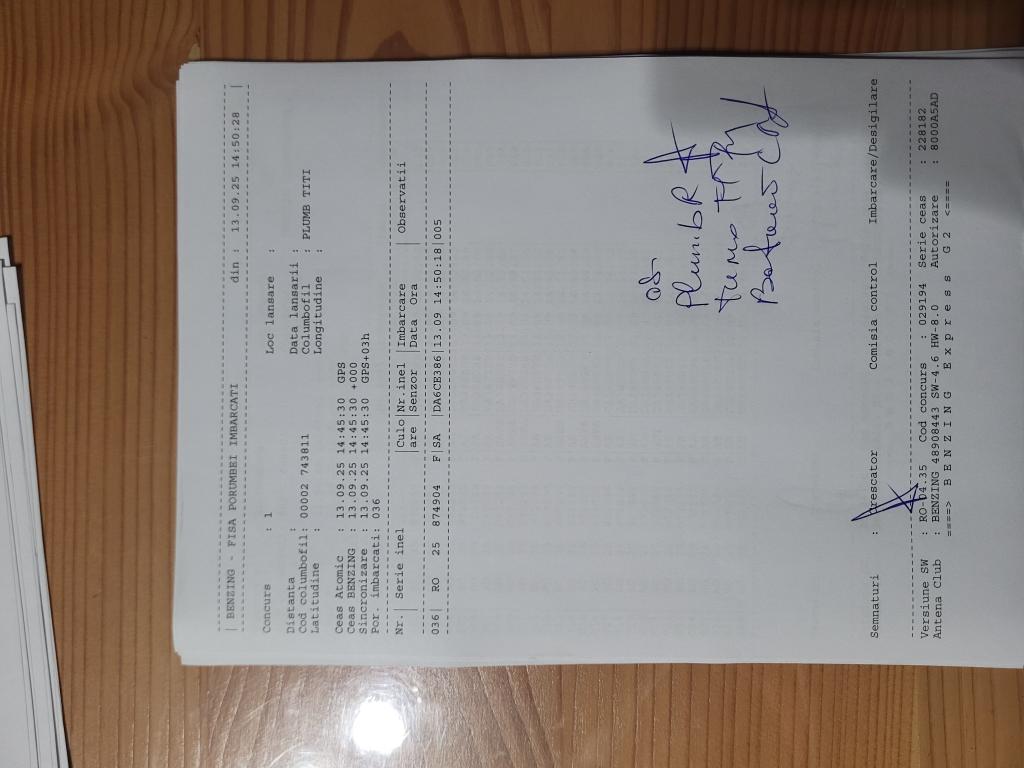 | BENZING - FISA PORUMBEI IMBARCATI din : 13.09.25 14:50:28 |
Concurs : 1 Loc lansare :
Distanta : Data lansarii :
Cod columbofil: 00002 743811 Columbofil : PLUMB TITI
Latitudine : Longitudine :
Ceas Atomic : 13.09.25 14:45:30 GPS
Ceas BENZING : 13.09.25 14:45:30 +000
Sincronizare : 13.09.25 14:45:30 GPS+03h
Por. imbarcati: 036
Nr.| Serie inel |Culo|Nr.inel |Imbarcare | Observatii
|are |Senzor |Data Ora |
036| RO 25 874904 F|SA |DA6CE386|13.09 14:50:18|005
05
Semnaturi : Crescator Comisia control Imbarcare/Desigilare
Versiune SW : RO-04.35 Cod concurs : 029194 Serie ceas : 228182
Antena Club : BENZING 48908443 SW-4.6 HW-8.0 Autorizare : 8000A5AD
====> B E N Z I N G E x p r e s s G 2 <====